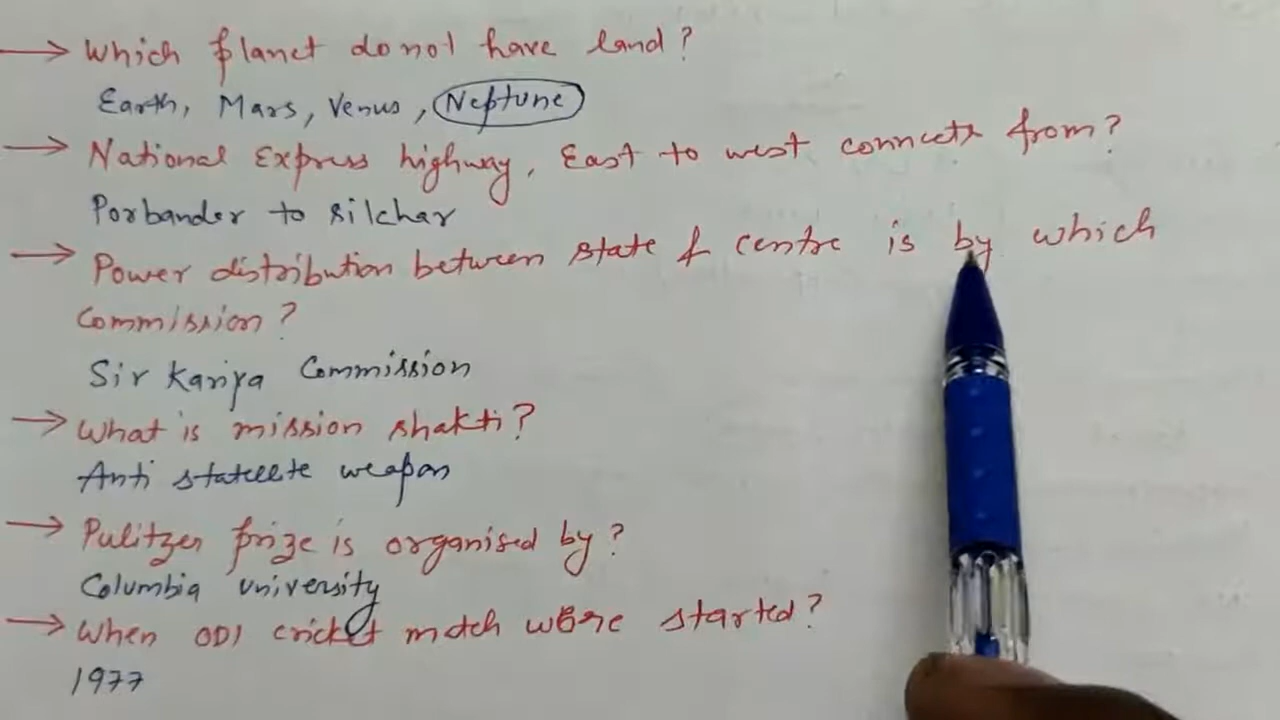 → Which planet do not have land?
Earth, Mars, Venus, Neptune
→ National Express highway, East to west connects from?
Porbander to silchar
→ Power distribution between state & centre is by which
Commission?
Sir Kariya Commission
→ What is mission shakti?
Anti statellite weapon
→ Pulitzer prize is organised by?
Columbia university
→ When ODI cricket match were started?
1977